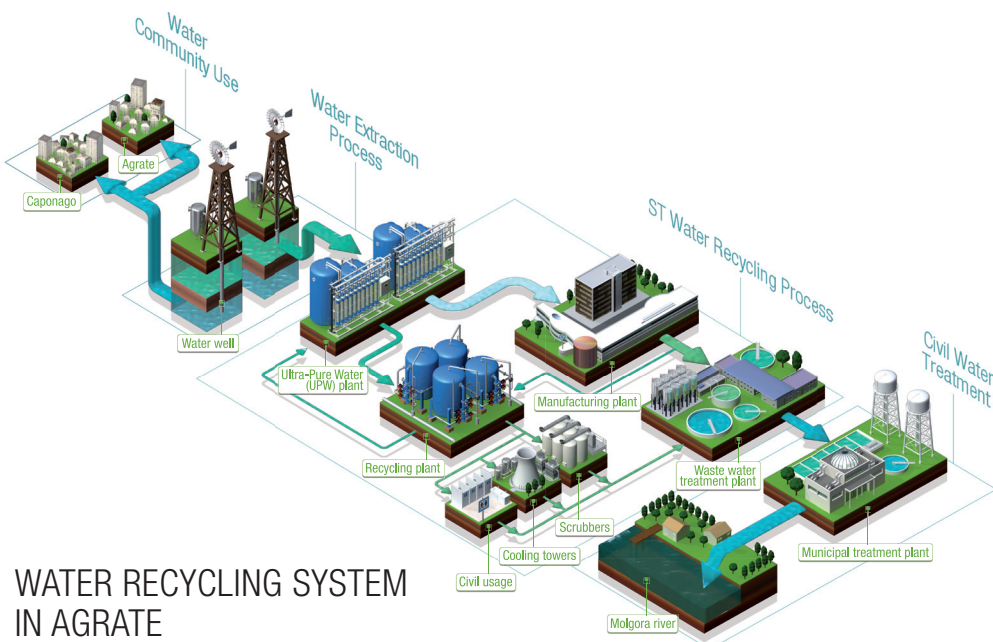 Water
Community Use
Water Extraction
Process
Agrate
Caponago
ST Water Recycling Process
Water well
Civil Water
Treatment
Ultra-Pure Water
(UPW) plant
Manufacturing plant
Recycling plant
Waste water
treatment plant
Scrubbers
Cooling towers
Municipal treatment plant
Civil usage
Molgora river
WATER RECYCLING SYSTEM
IN AGRATE